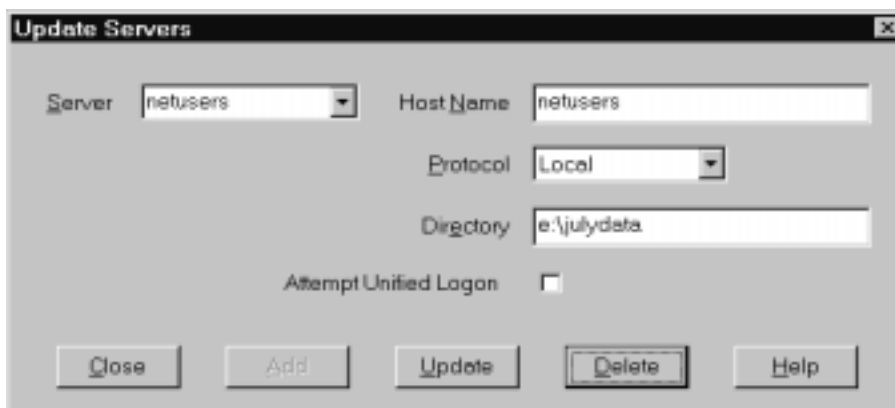 Update Servers
Server netusers Host Name netusers
Protocol Local
Directory e:\julydata
Attempt Unified Logon
Close Add Update Delete Help